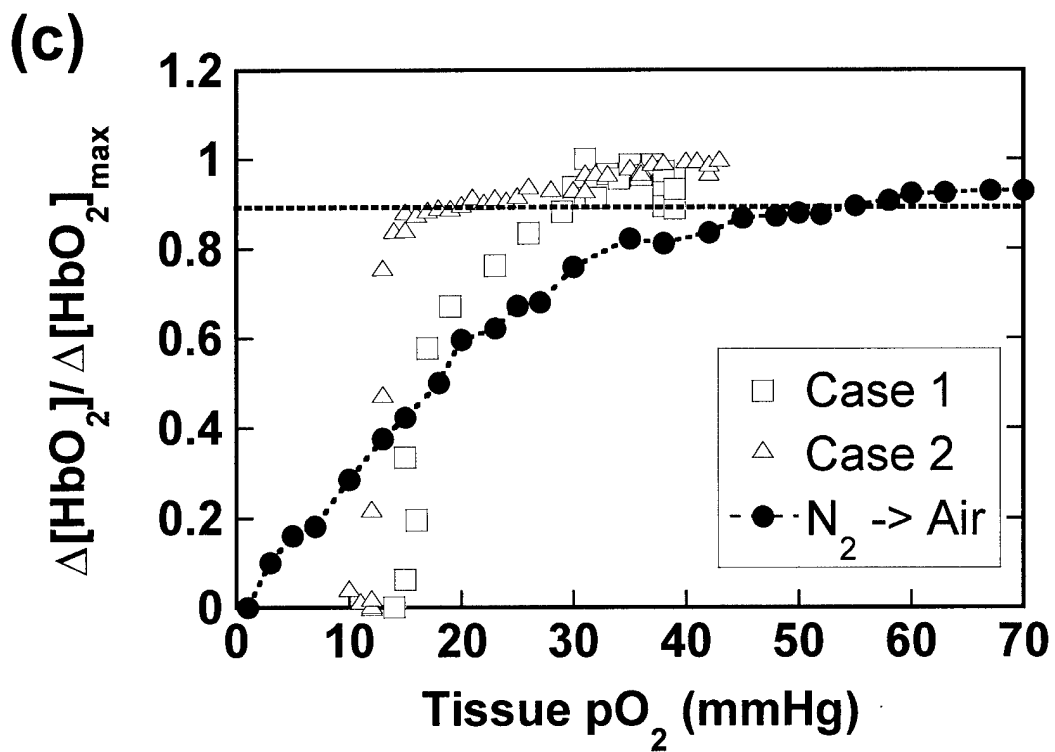 (c)
Δ[HbO2]/Δ[HbO2]max
1.2
1
0.8
0.6
0.4
0.2
0
0 10 20 30 40 50 60 70
Case 1
Case 2
N2 -> Air
Tissue pO2 (mmHg)